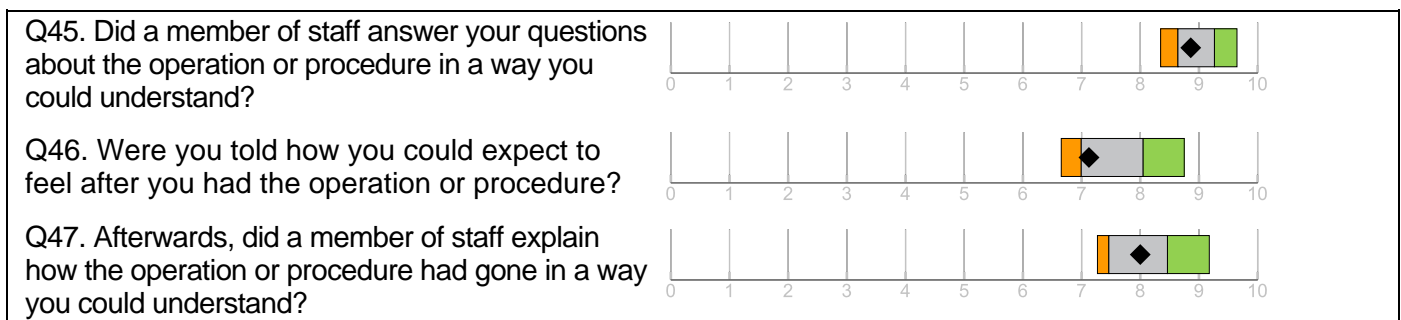 Q45. Did a member of staff answer your questions
about the operation or procedure in a way you
could understand?
0 1 2 3 4 5 6 7 8 9 10
Q46. Were you told how you could expect to
feel after you had the operation or procedure?
0 1 2 3 4 5 6 7 8 9 10
Q47. Afterwards, did a member of staff explain
how the operation or procedure had gone in a way
you could understand?
0 1 2 3 4 5 6 7 8 9 10